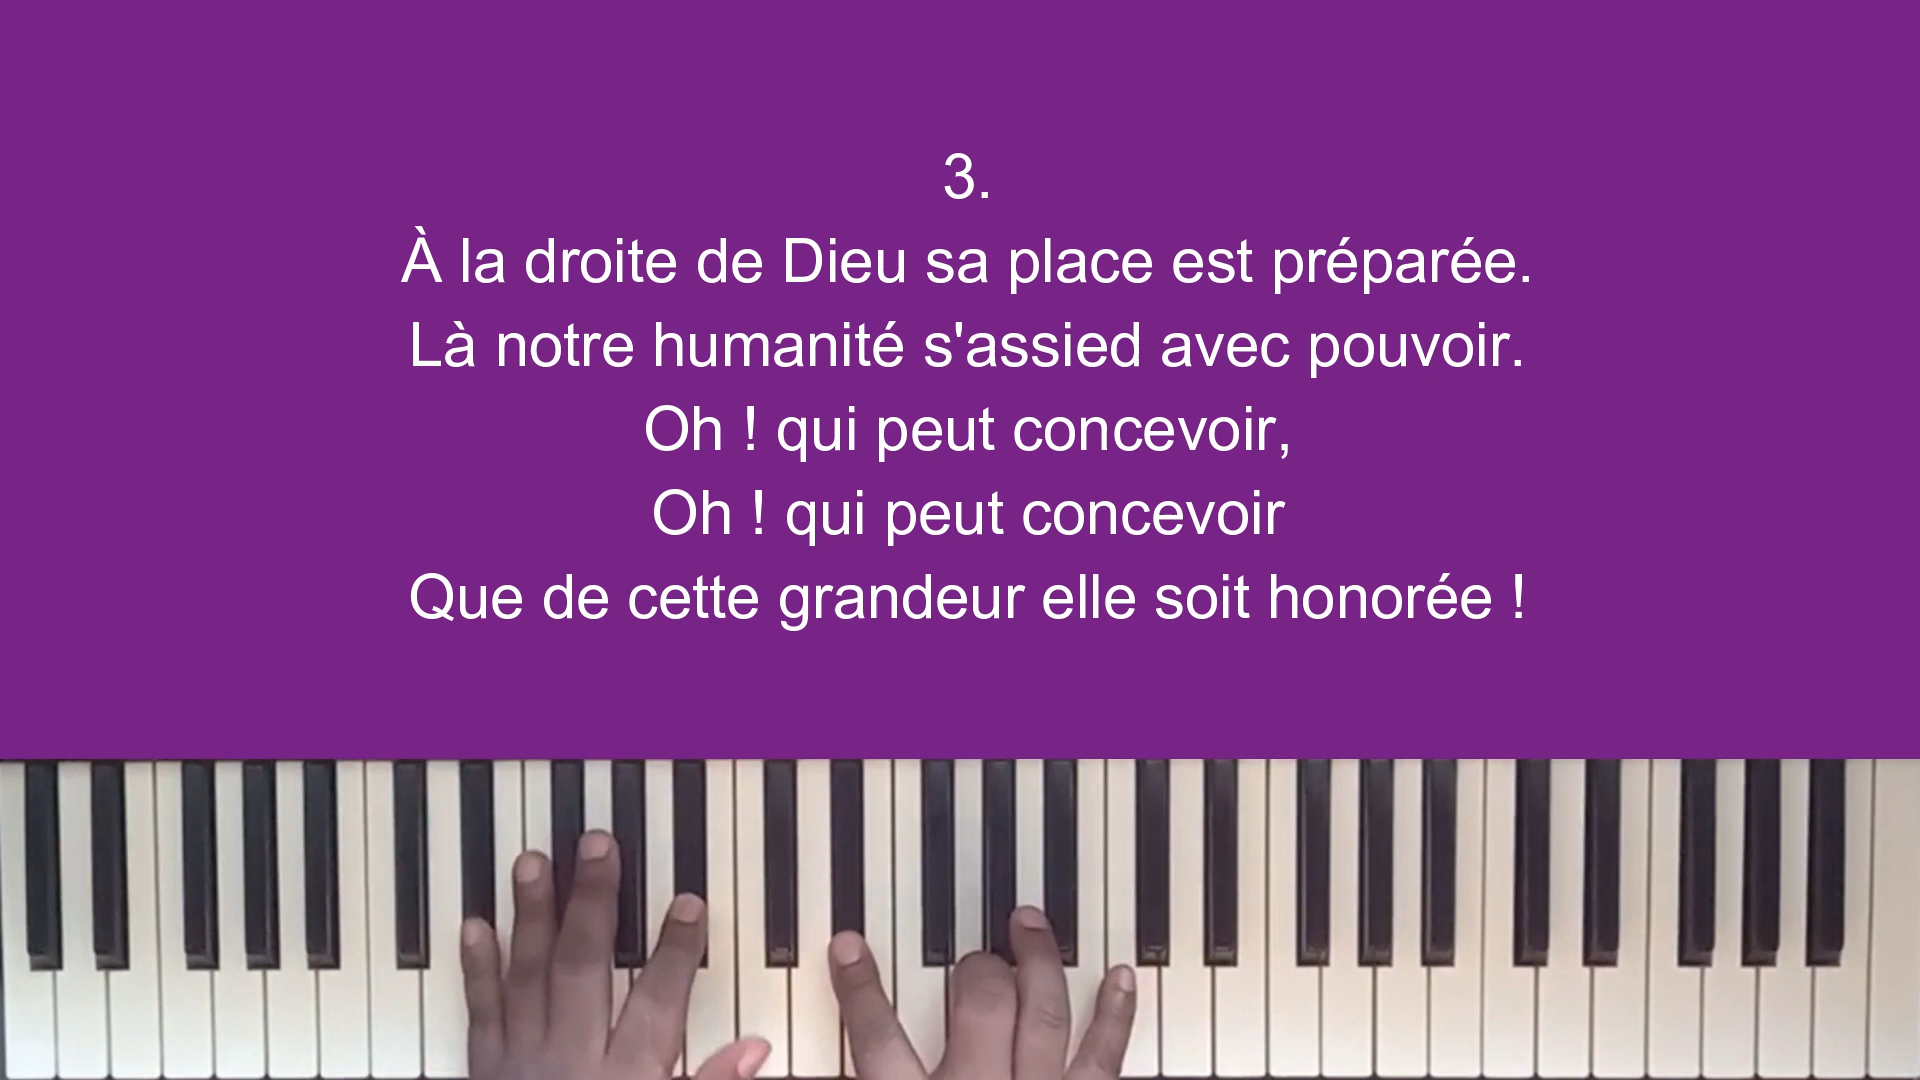 3.
À la droite de Dieu sa place est préparée.
Là notre humanité s'assied avec pouvoir.
Oh ! qui peut concevoir,
Oh ! qui peut concevoir
Que de cette grandeur elle soit honorée !